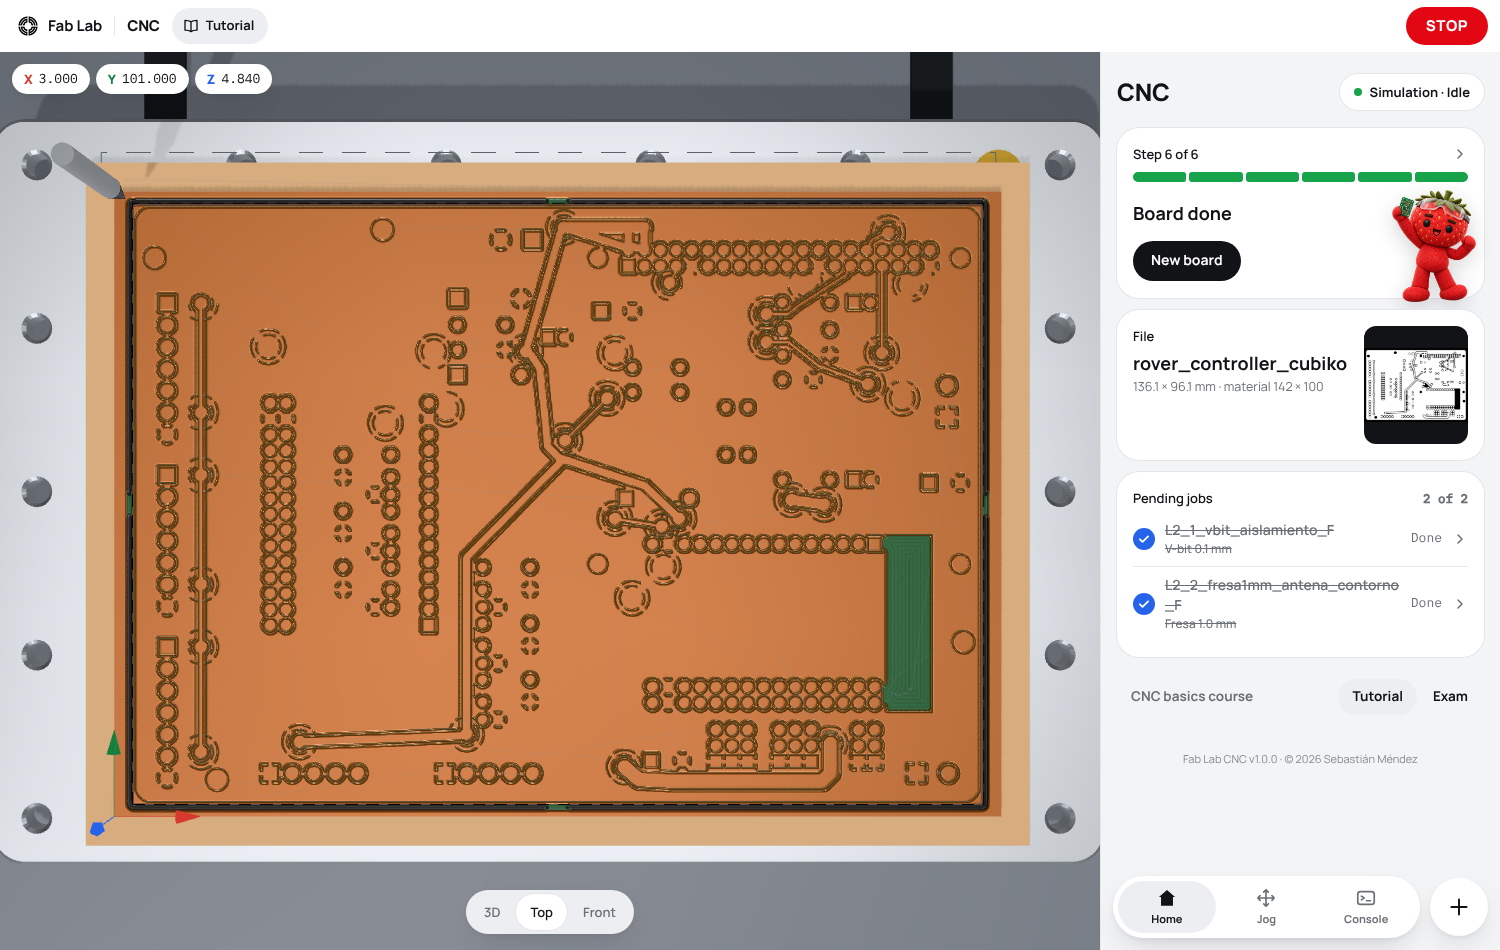 Fab Lab
CNC
Tutorial
STOP
X 3.000
Y 101.000
Z 4.840
CNC
Simulation · Idle
Step 6 of 6
Board done
New board
File
rover_controller_cubiko
136.1 × 96.1 mm · material 142 × 100
Pending jobs
2 of 2
L2_1_vbit_aislamiento_F
V-bit 0.1 mm
Done
L2_2_fresa1mm_antena_contorno
_F
Fresa 1.0 mm
Done
CNC basics course
Tutorial
Exam
Fab Lab CNC v1.0.0 · © 2026 Sebastián Méndez
3D
Top
Front
Home
Jog
Console